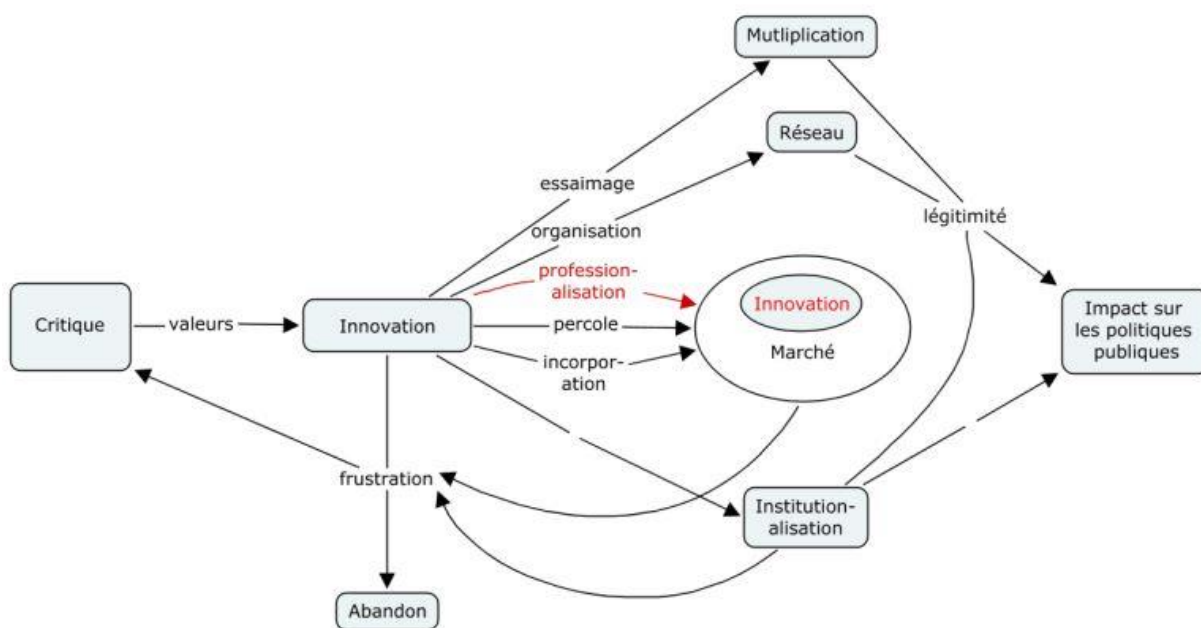 Mutliplication
Réseau
essaimage
légitimité
organisation
profession-
alisation
Innovation
Critique
valeurs
Innovation
percole
Marché
incorpor-
ation
Impact sur
les politiques
publiques
frustration
Institution-
alisation
Abandon